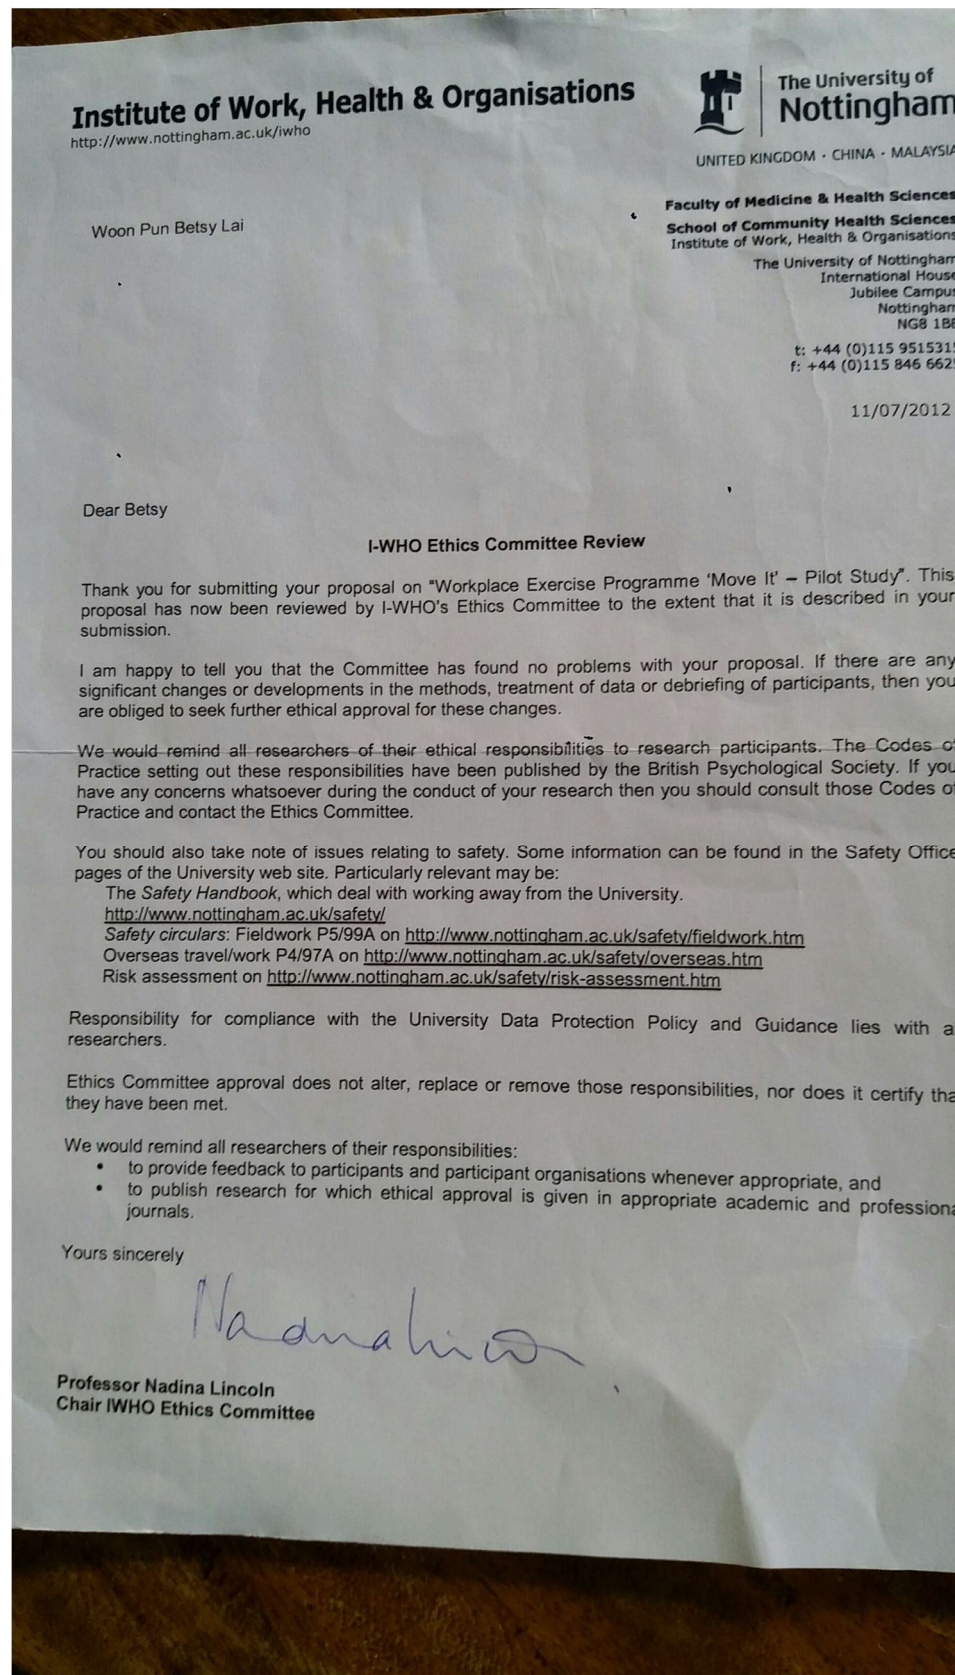 Institute of Work, Health & Organisations
http://www.nottingham.ac.uk/iwho
The University of
Nottingham
UNITED KINGDOM · CHINA · MALAYSIA
Woon Pun Betsy Lai
Faculty of Medicine & Health Sciences
School of Community Health Sciences
Institute of Work, Health & Organisations
The University of Nottingham
International House
Jubilee Campus
Nottingham
NG8 1BB
t: +44 (0)115 951531
f: +44 (0)115 846 662
11/07/2012
Dear Betsy
I-WHO Ethics Committee Review
Thank you for submitting your proposal on "Workplace Exercise Programme 'Move It' – Pilot Study". This
proposal has now been reviewed by I-WHO's Ethics Committee to the extent that it is described in your
submission.
I am happy to tell you that the Committee has found no problems with your proposal. If there are any
significant changes or developments in the methods, treatment of data or debriefing of participants, then you
are obliged to seek further ethical approval for these changes.
We would remind all researchers of their ethical responsibilities to research participants. The Codes of
Practice setting out these responsibilities have been published by the British Psychological Society. If you
have any concerns whatsoever during the conduct of your research then you should consult those Codes of
Practice and contact the Ethics Committee.
You should also take note of issues relating to safety. Some information can be found in the Safety Office
pages of the University web site. Particularly relevant may be:
The Safety Handbook, which deal with working away from the University.
http://www.nottingham.ac.uk/safety/
Safety circulars: Fieldwork P5/99A on http://www.nottingham.ac.uk/safety/fieldwork.htm
Overseas travel/work P4/97A on http://www.nottingham.ac.uk/safety/overseas.htm
Risk assessment on http://www.nottingham.ac.uk/safety/risk-assessment.htm
Responsibility for compliance with the University Data Protection Policy and Guidance lies with a
researchers.
Ethics Committee approval does not alter, replace or remove those responsibilities, nor does it certify tha
they have been met.
We would remind all researchers of their responsibilities:
• to provide feedback to participants and participant organisations whenever appropriate, and
• to publish research for which ethical approval is given in appropriate academic and professiona
journals.
Yours sincerely
Nadina Lincoln
Professor Nadina Lincoln
Chair IWHO Ethics Committee